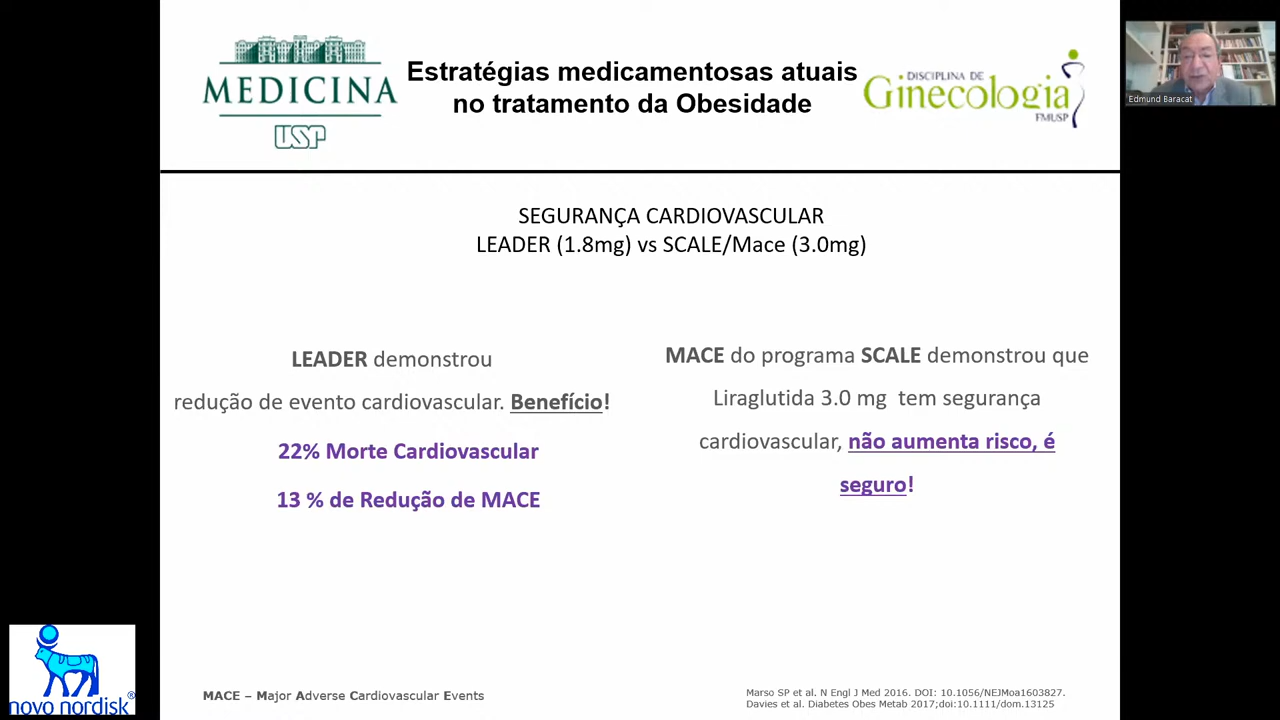 MEDICINA
USP
Estratégias medicamentosas atuais
no tratamento da Obesidade
DISCIPLINA DE
Ginecologia
FMUSP
Edmund Baracat
SEGURANÇA CARDIOVASCULAR
LEADER (1.8mg) vs SCALE/Mace (3.0mg)
LEADER demonstrou
redução de evento cardiovascular. Benefício!
22% Morte Cardiovascular
13 % de Redução de MACE
MACE do programa SCALE demonstrou que
Liraglutida 3.0 mg tem segurança
cardiovascular, não aumenta risco, é
seguro!
novo nordisk®
MACE – Major Adverse Cardiovascular Events
Marso SP et al. N Engl J Med 2016. DOI: 10.1056/NEJMoa1603827.
Davies et al. Diabetes Obes Metab 2017;doi:10.1111/dom.13125